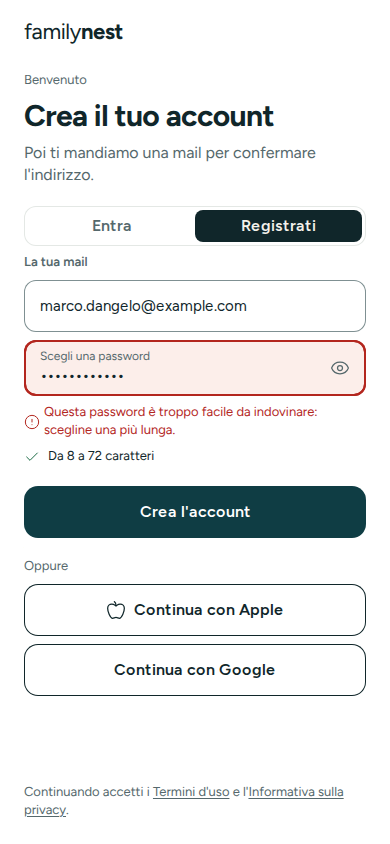 familynest
Benvenuto
Crea il tuo account
Poi ti mandiamo una mail per confermare
l'indirizzo.
Entra
Registrati
La tua mail
marco.dangelo@example.com
Scegli una password
••••••••••••
Questa password è troppo facile da indovinare:
scegline una più lunga.
Da 8 a 72 caratteri
Crea l'account
Oppure
Continua con Apple
Continua con Google
Continuando accetti i Termini d'uso e l'Informativa sulla
privacy.